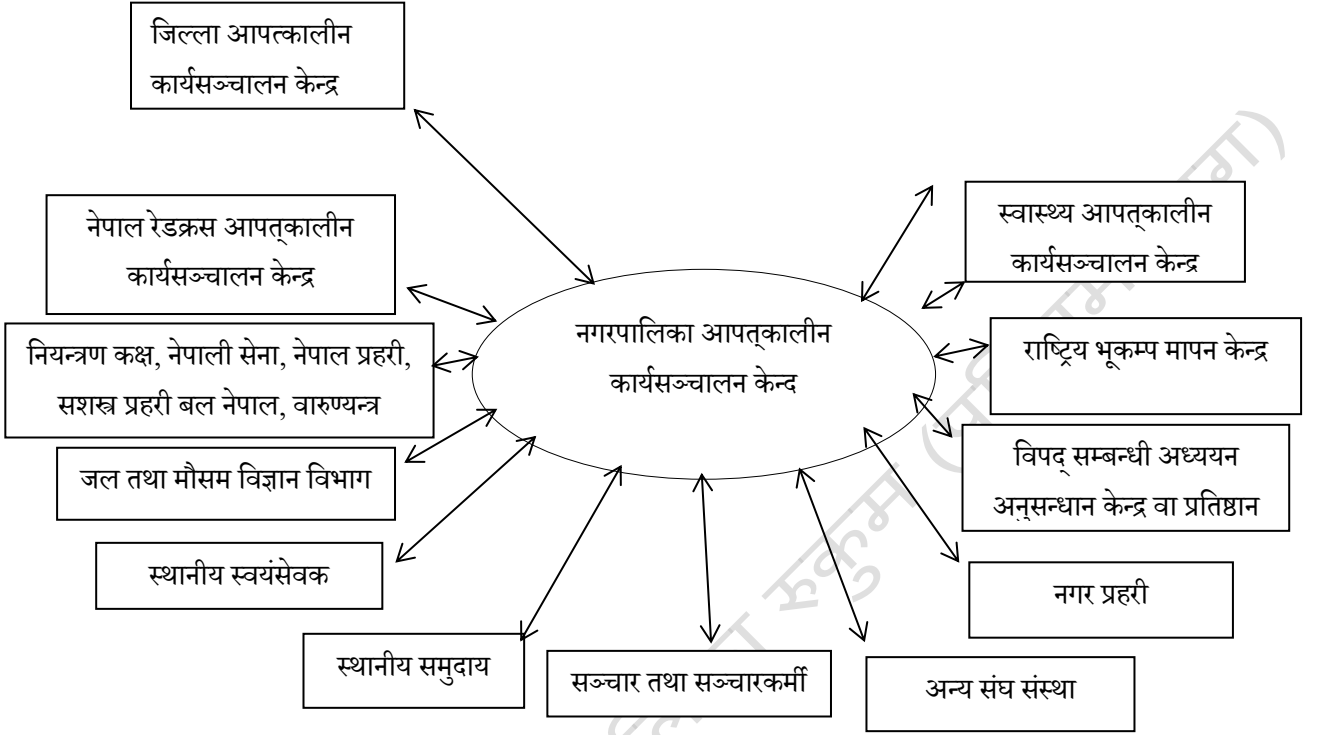 जिल्ला आपत्कालीन
कार्यसञ्चालन केन्द्र
नेपाल रेडक्रस आपत्‌कालीन
कार्यसञ्चालन केन्द्र
स्वास्थ्य आपत्‌कालीन
कार्यसञ्चालन केन्द्र
नियन्त्रण कक्ष, नेपाली सेना, नेपाल प्रहरी,
सशस्त्र प्रहरी बल नेपाल, वारुण्यन्त्र
नगरपालिका आपत्‌कालीन
कार्यसञ्चालन केन्द
राष्ट्रिय भूकम्प मापन केन्द्र
जल तथा मौसम विज्ञान विभाग
विपद् सम्बन्धी अध्ययन
अनुसन्धान केन्द्र वा प्रतिष्ठान
स्थानीय स्वयंसेवक
नगर प्रहरी
स्थानीय समुदाय
सञ्चार तथा सञ्चारकर्मी
अन्य संघ संस्था
रुकुम